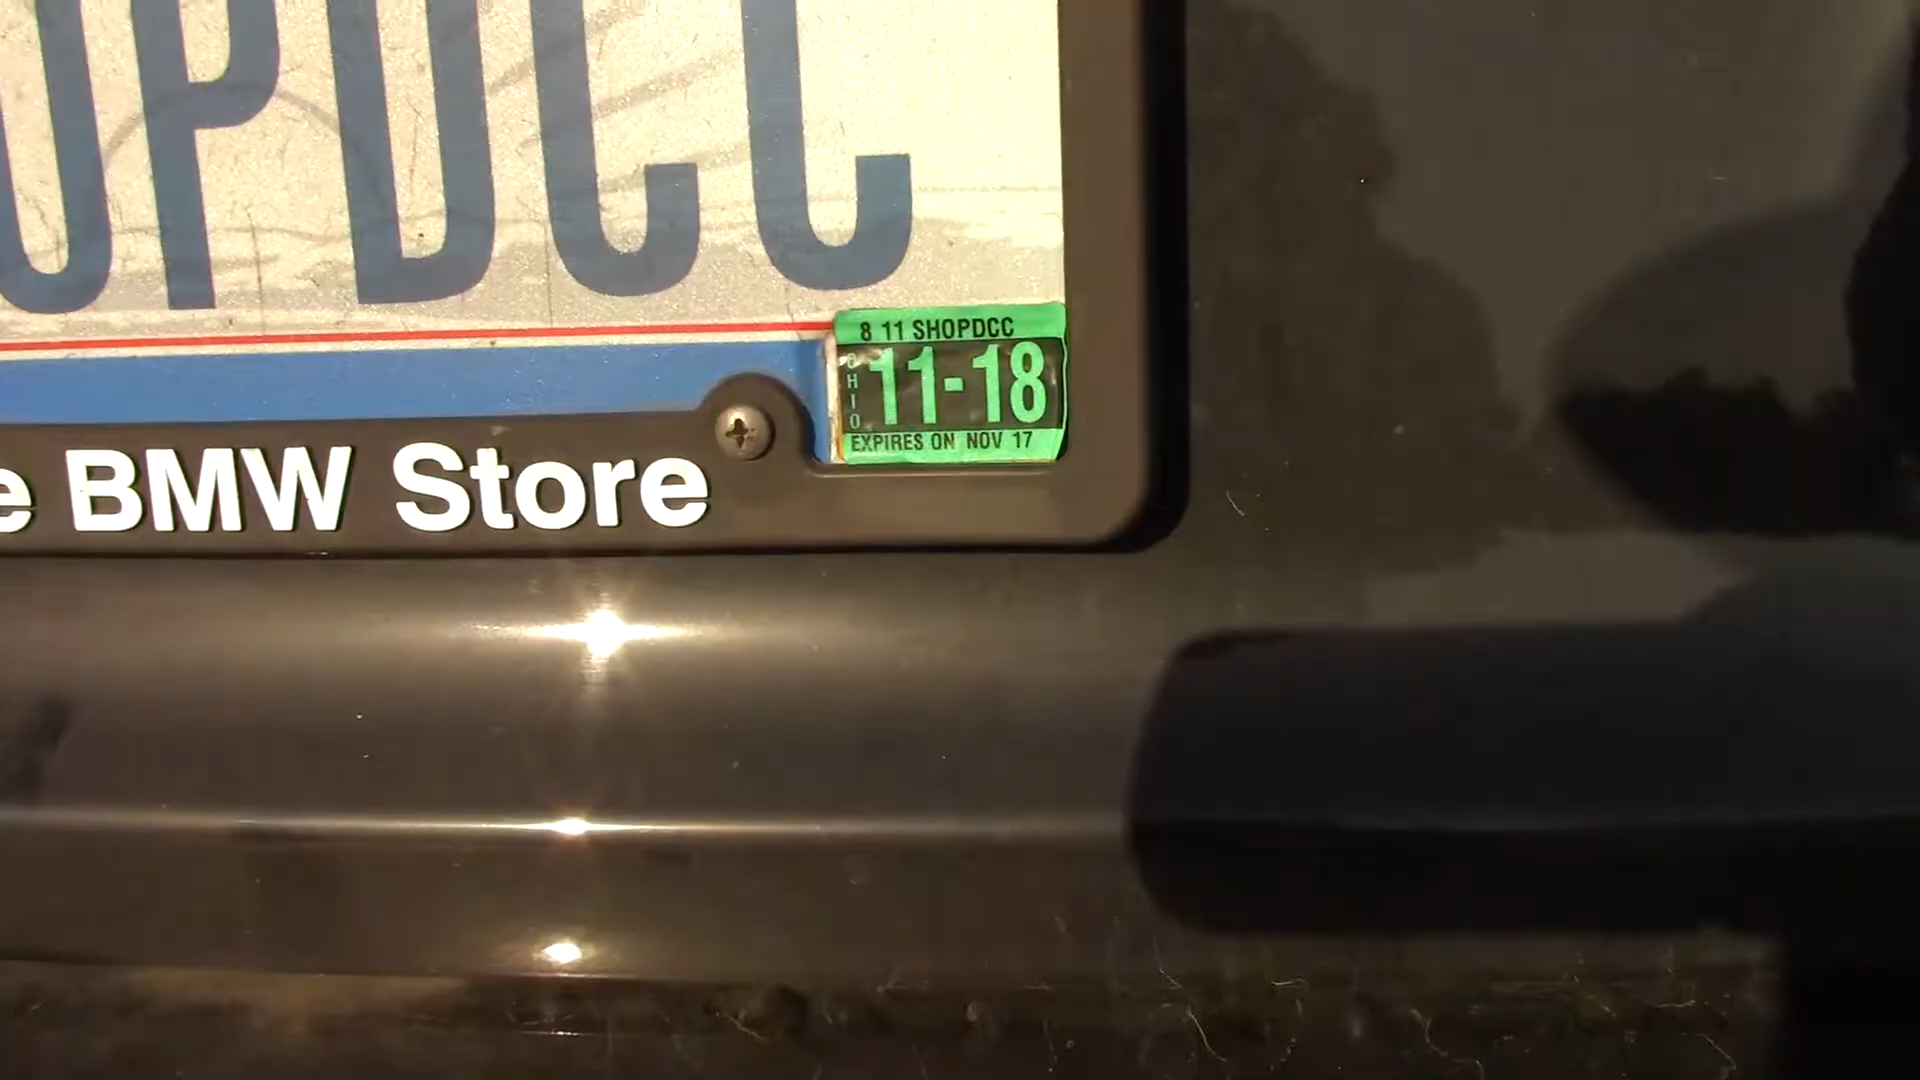 OPDCC
8 11 SHOPDCC
OHIO
11-18
EXPIRES ON NOV 17
e BMW Store